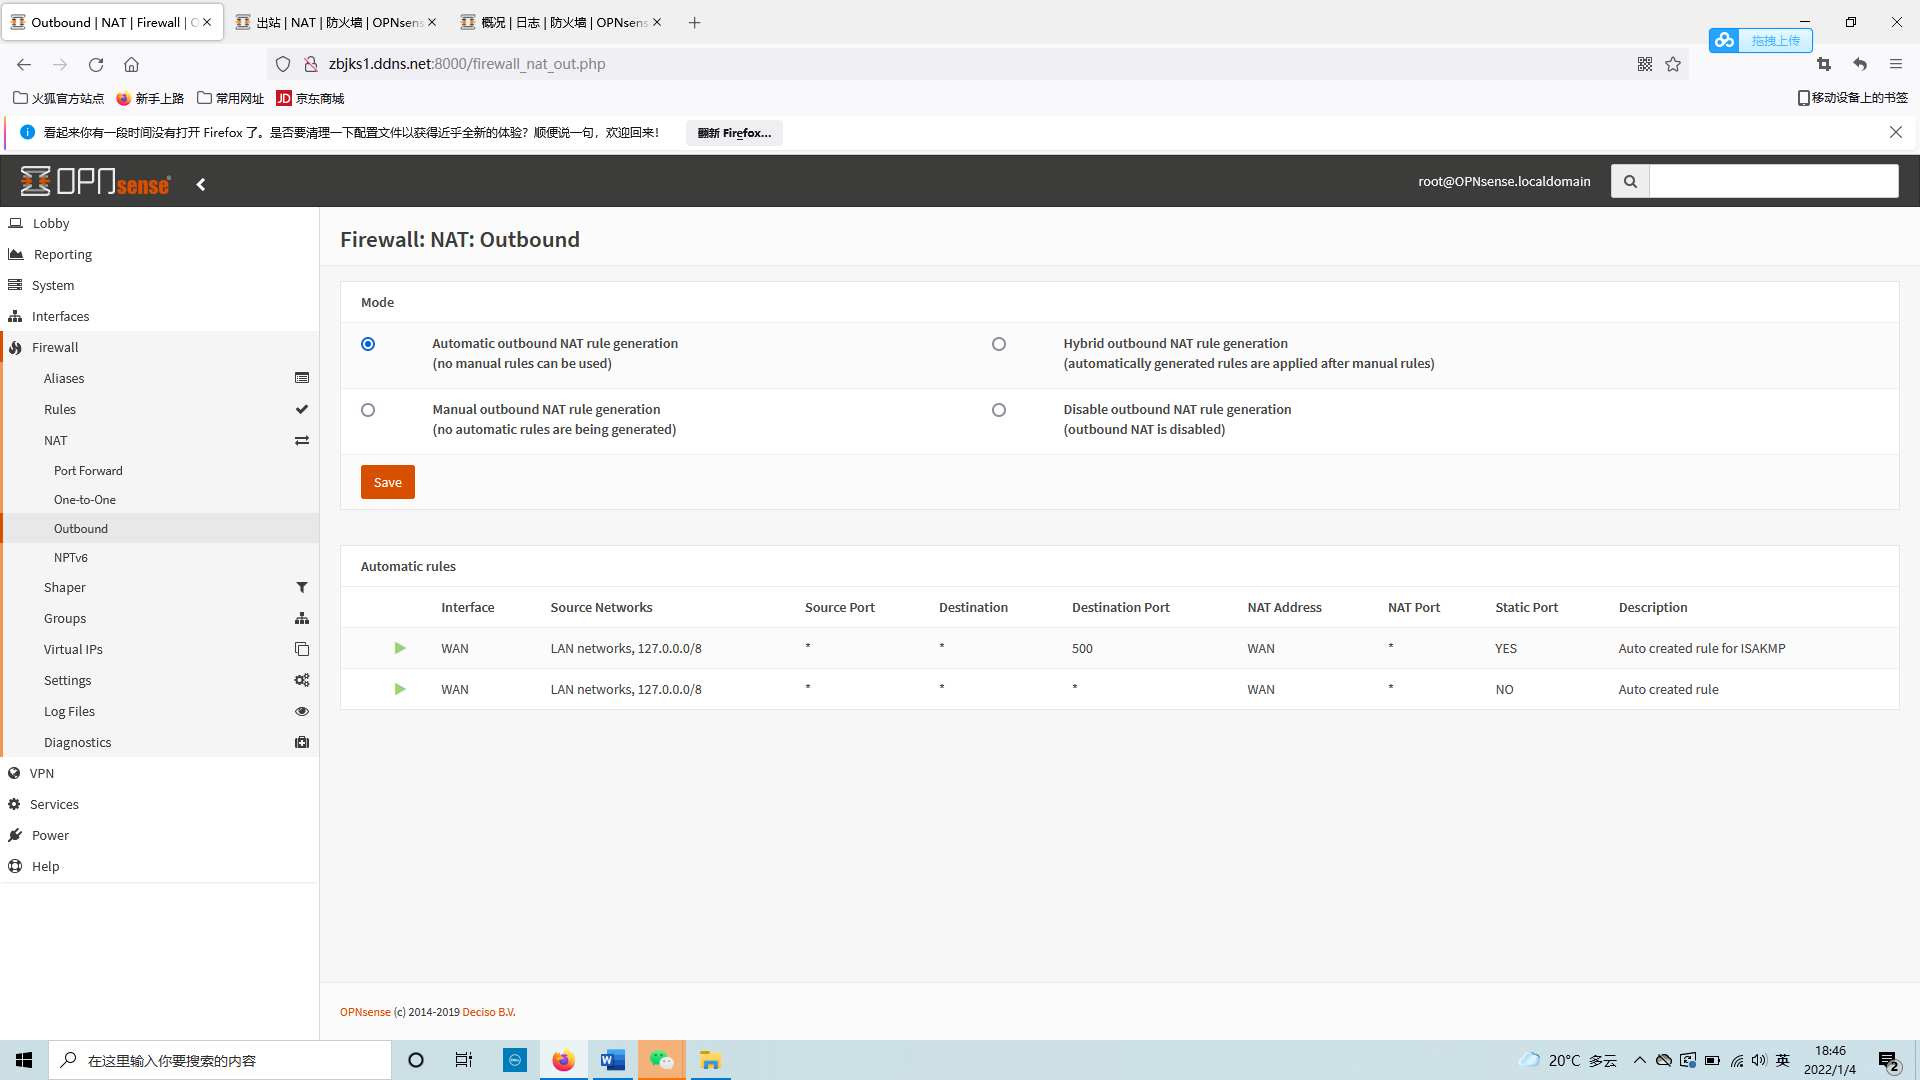 Outbound | NAT | Firewall | O
出站 | NAT | 防火墙 | OPNsens
概况 | 日志 | 防火墙 | OPNsens
拖拽上传
zbjks1.ddns.net:8000/firewall_nat_out.php
火狐官方站点 新手上路 常用网址 JD 京东商城 移动设备上的书签
看起来你有一段时间没有打开 Firefox 了。是否要清理一下配置文件以获得近乎全新的体验？顺便说一句，欢迎回来！ 翻新 Firefox...
OPNsense
root@OPNsense.localdomain
Lobby
Reporting
System
Interfaces
Firewall
Aliases
Rules
NAT
Port Forward
One-to-One
Outbound
NPTv6
Shaper
Groups
Virtual IPs
Settings
Log Files
Diagnostics
VPN
Services
Power
Help
Firewall: NAT: Outbound
Mode
Automatic outbound NAT rule generation
(no manual rules can be used)
Hybrid outbound NAT rule generation
(automatically generated rules are applied after manual rules)
Manual outbound NAT rule generation
(no automatic rules are being generated)
Disable outbound NAT rule generation
(outbound NAT is disabled)
Save
Automatic rules
Interface Source Networks Source Port Destination Destination Port NAT Address NAT Port Static Port Description
WAN LAN networks, 127.0.0.0/8 * * 500 WAN * YES Auto created rule for ISAKMP
WAN LAN networks, 127.0.0.0/8 * * * WAN * NO Auto created rule
OPNsense (c) 2014-2019 Deciso B.V.
在这里输入你要搜索的内容
20°C 多云
英
18:46
2022/1/4
2